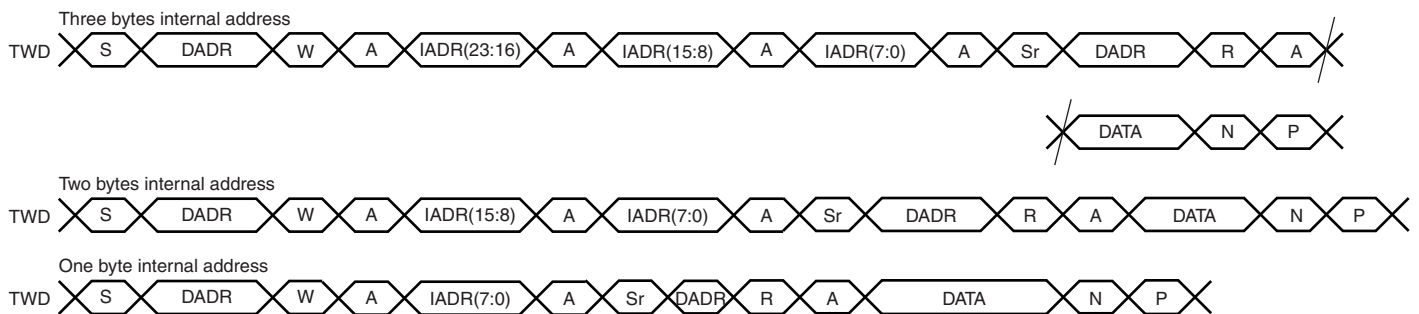 Three bytes internal address
TWD S DADR W A IADR(23:16) A IADR(15:8) A IADR(7:0) A Sr DADR R A
DATA N P
Two bytes internal address
TWD S DADR W A IADR(15:8) A IADR(7:0) A Sr DADR R A DATA N P
One byte internal address
TWD S DADR W A IADR(7:0) A Sr DADR R A DATA N P